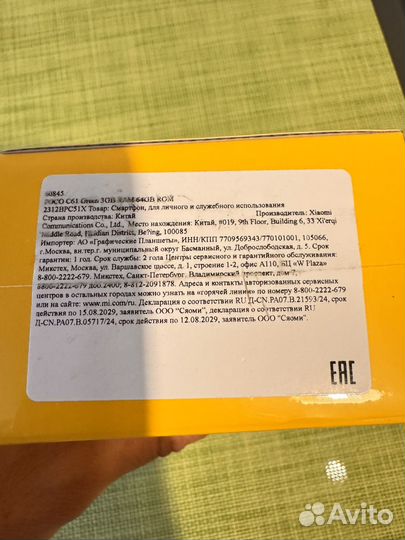 60845
POCO C61 Green 3GB RAM 64GB ROM
2312BPC51X Товар: Смартфон, для личного и служебного использования
Страна производства: Китай Производитель: Xiaomi
Communications Co., Ltd., Место нахождения: Китай, #019, 9th Floor, Building 6, 33 Xi'erqi
Middle Road, Haidian District, Beijing, 100085
Импортер: АО «Графические Планшеты», ИНН/КПП 7709569343/770101001, 105066,
г.Москва, вн.тер.г. муниципальный округ Басманный, ул. Доброслободская, д. 5. Срок
гарантии: 1 год. Срок службы: 2 года Центры сервисного и гарантийного обслуживания:
Микстех, Москва, ул. Варшавское шоссе, д. 1, строение 1-2, офис А110, БЦ «W Plaza»
8-800-2222-679. Микстех, Санкт-Петербург, Владимирский проспект, дом 7,
8800-2222-679 доб.2400; 8-812-2091878. Адреса и контакты авторизованных сервисных
центров в остальных городах можно узнать на «горячей линии» по номеру 8-800-2222-679
или на сайте: www.mi.com/ru. Декларация о соответствии RU Д-CN.РА07.В.21593/24, срок
действия по 15.08.2029, заявитель ООО "Сяоми". Декларация о соответствии RU
Д-CN.РА07.В.05717/24, срок действия по 12.08.2029, заявитель ООО "Сяоми".
EAC
Avito